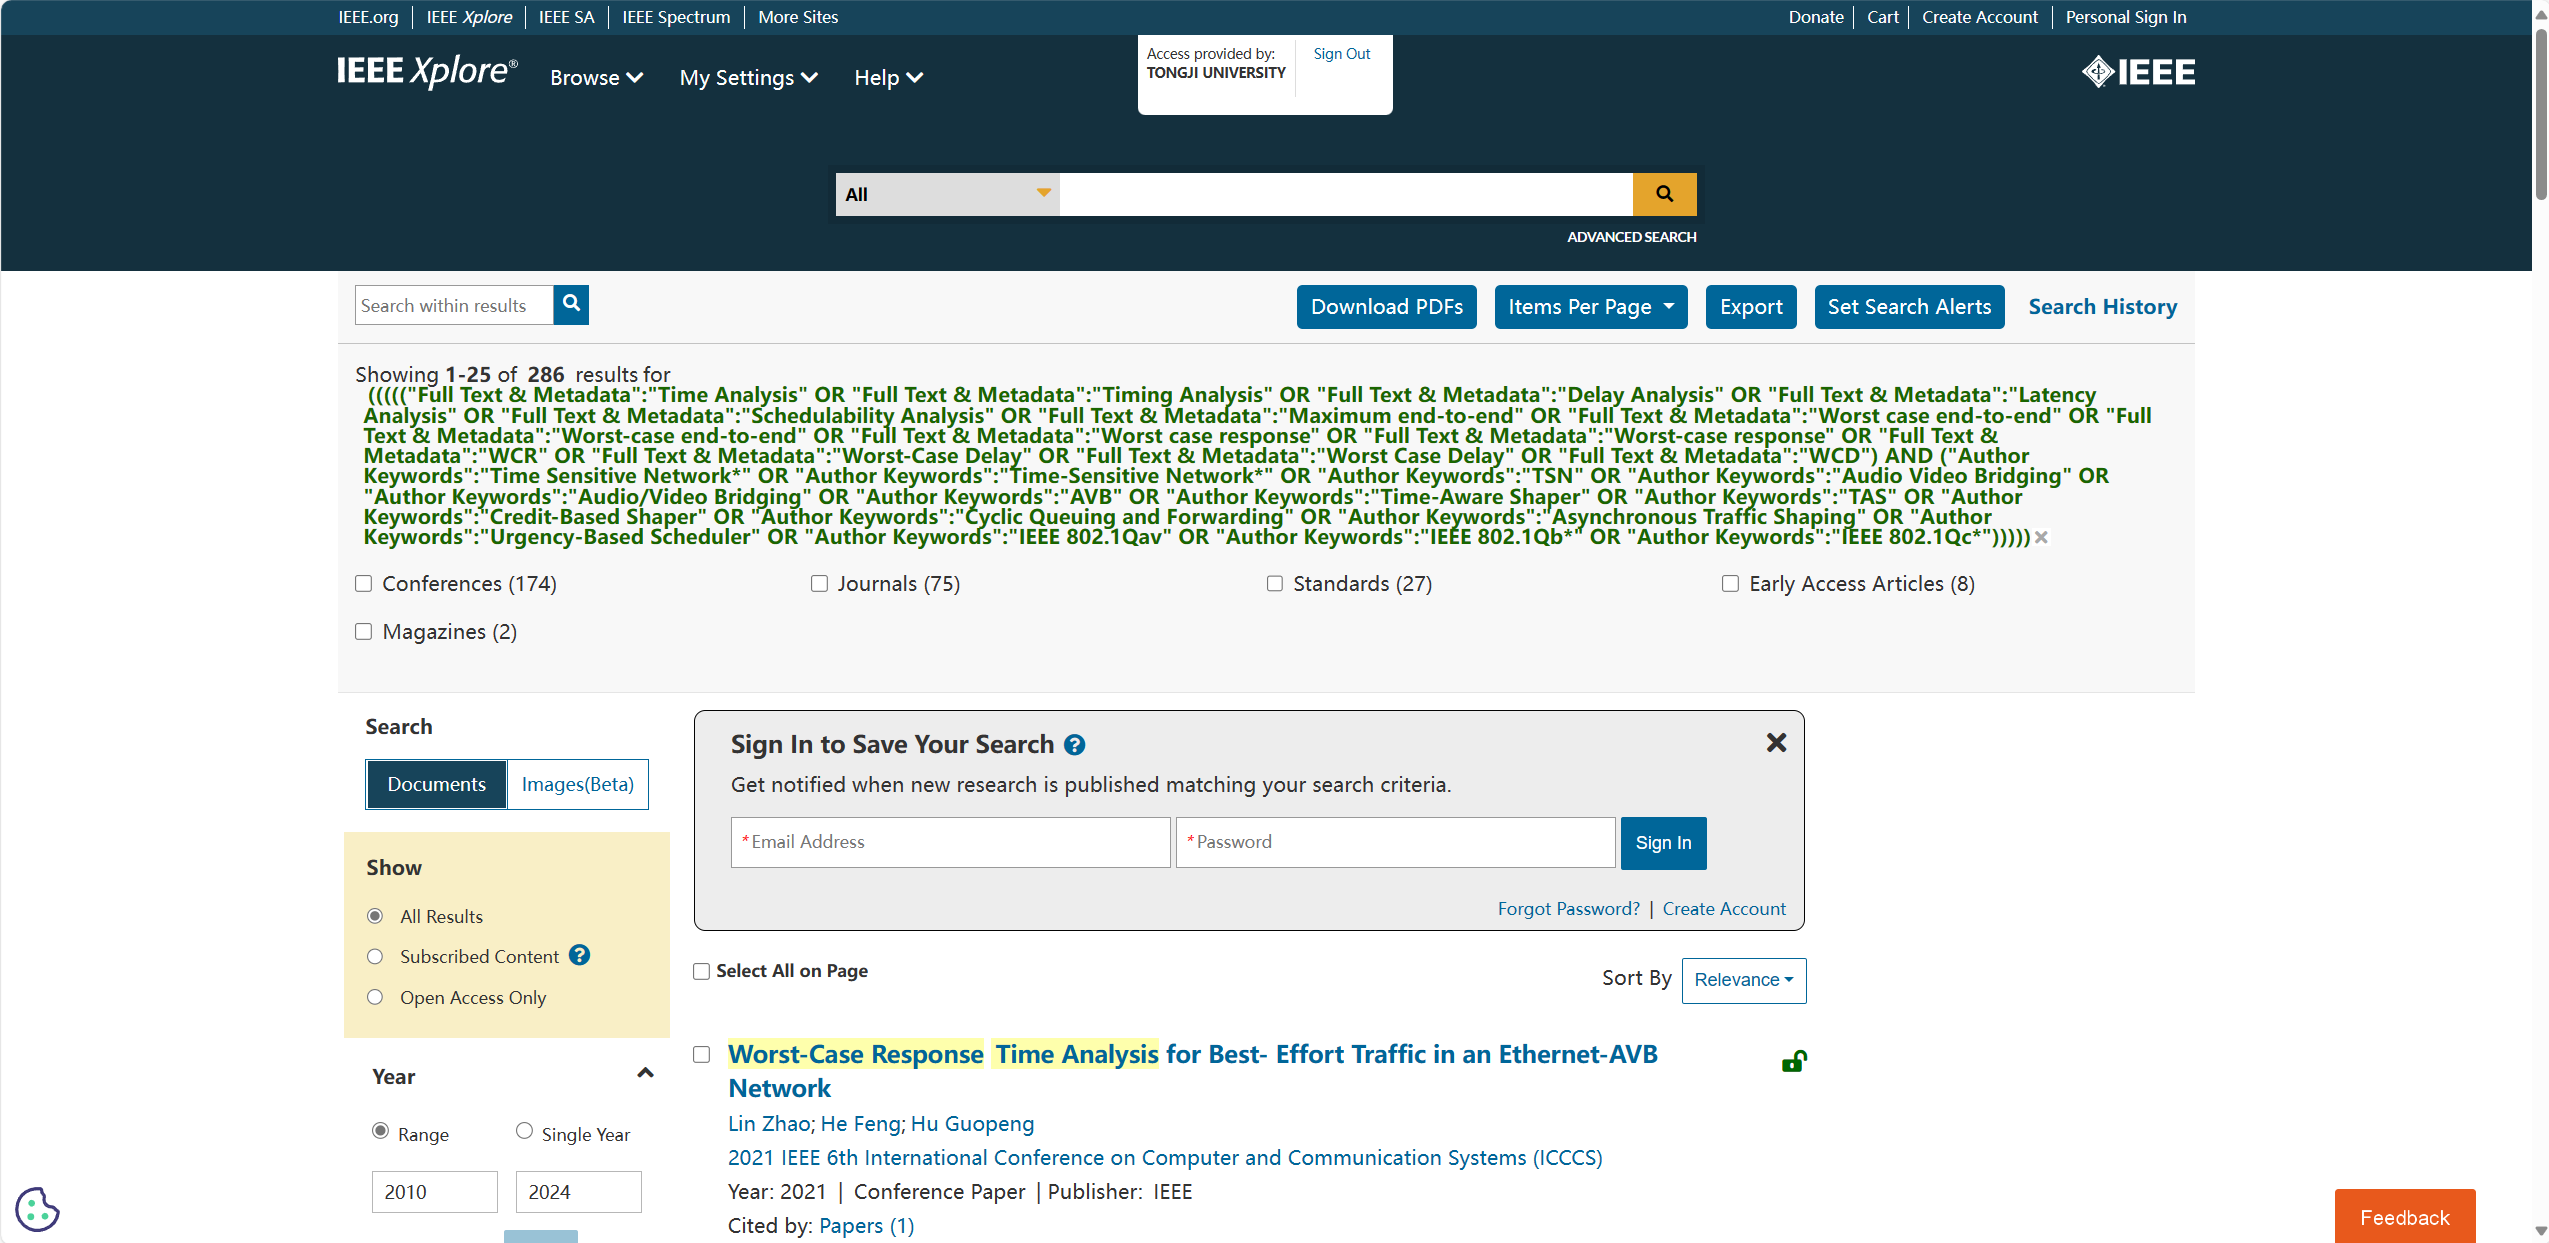 IEEE.org | IEEE Xplore | IEEE SA | IEEE Spectrum | More Sites
Donate | Cart | Create Account | Personal Sign In
IEEE Xplore®
Browse
My Settings
Help
Access provided by:
TONGJI UNIVERSITY
Sign Out
IEEE
All
ADVANCED SEARCH
Search within results
Download PDFs
Items Per Page
Export
Set Search Alerts
Search History
Showing 1-25 of 286 results for
((((("Full Text & Metadata":"Time Analysis" OR "Full Text & Metadata":"Timing Analysis" OR "Full Text & Metadata":"Delay Analysis" OR "Full Text & Metadata":"Latency
Analysis" OR "Full Text & Metadata":"Schedulability Analysis" OR "Full Text & Metadata":"Maximum end-to-end" OR "Full Text & Metadata":"Worst case end-to-end" OR "Full
Text & Metadata":"Worst-case end-to-end" OR "Full Text & Metadata":"Worst case response" OR "Full Text & Metadata":"Worst-case response" OR "Full Text &
Metadata":"WCR" OR "Full Text & Metadata":"Worst-Case Delay" OR "Full Text & Metadata":"Worst Case Delay" OR "Full Text & Metadata":"WCD") AND ("Author
Keywords":"Time Sensitive Network*" OR "Author Keywords":"Time-Sensitive Network*" OR "Author Keywords":"TSN" OR "Author Keywords":"Audio Video Bridging" OR
"Author Keywords":"Audio/Video Bridging" OR "Author Keywords":"AVB" OR "Author Keywords":"Time-Aware Shaper" OR "Author Keywords":"TAS" OR "Author
Keywords":"Credit-Based Shaper" OR "Author Keywords":"Cyclic Queuing and Forwarding" OR "Author Keywords":"Asynchronous Traffic Shaping" OR "Author
Keywords":"Urgency-Based Scheduler" OR "Author Keywords":"IEEE 802.1Qav" OR "Author Keywords":"IEEE 802.1Qb*" OR "Author Keywords":"IEEE 802.1Qc*")))))
Conferences (174)
Journals (75)
Standards (27)
Early Access Articles (8)
Magazines (2)
Search
Documents
Images(Beta)
Show
All Results
Subscribed Content
Open Access Only
Year
Range
Single Year
2010
2024
Sign In to Save Your Search
Get notified when new research is published matching your search criteria.
*Email Address
*Password
Sign In
Forgot Password? | Create Account
Select All on Page
Sort By
Relevance
Worst-Case Response Time Analysis for Best- Effort Traffic in an Ethernet-AVB
Network
Lin Zhao; He Feng; Hu Guopeng
2021 IEEE 6th International Conference on Computer and Communication Systems (ICCCS)
Year: 2021 | Conference Paper | Publisher: IEEE
Cited by: Papers (1)
Feedback